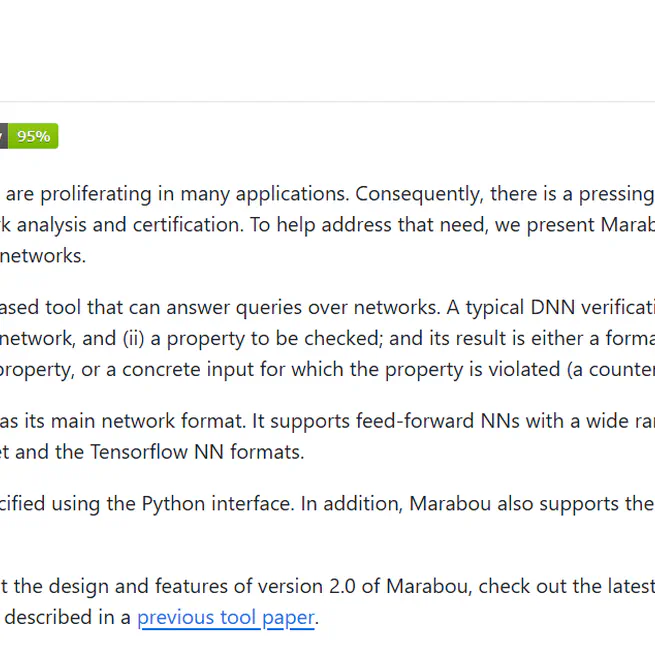 95%
are proliferating in many applications. Consequently, there is a pressing
k analysis and certification. To help address that need, we present Marab
networks.
ased tool that can answer queries over networks. A typical DNN verificati
network, and (ii) a property to be checked; and its result is either a forma
property, or a concrete input for which the property is violated (a counter
as its main network format. It supports feed-forward NNs with a wide ra
et and the Tensorflow NN formats.
cified using the Python interface. In addition, Marabou also supports the
t the design and features of version 2.0 of Marabou, check out the latest
described in a previous tool paper.